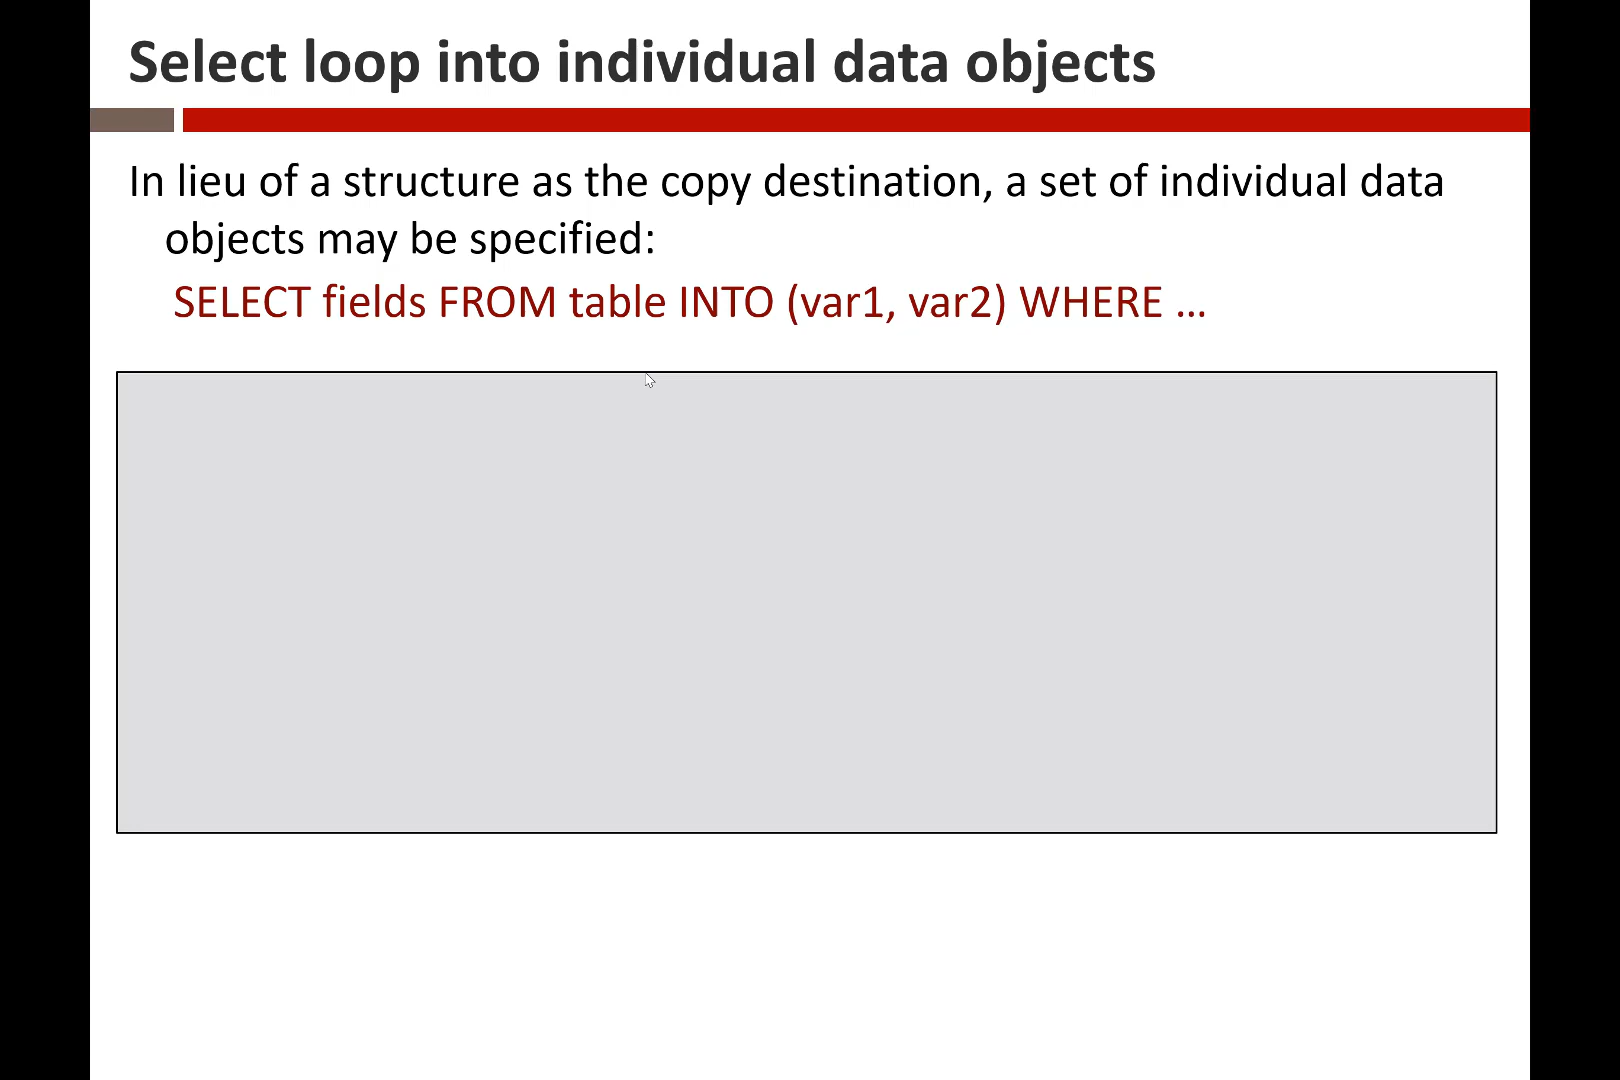 Select loop into individual data objects
In lieu of a structure as the copy destination, a set of individual data
objects may be specified:
SELECT fields FROM table INTO (var1, var2) WHERE …